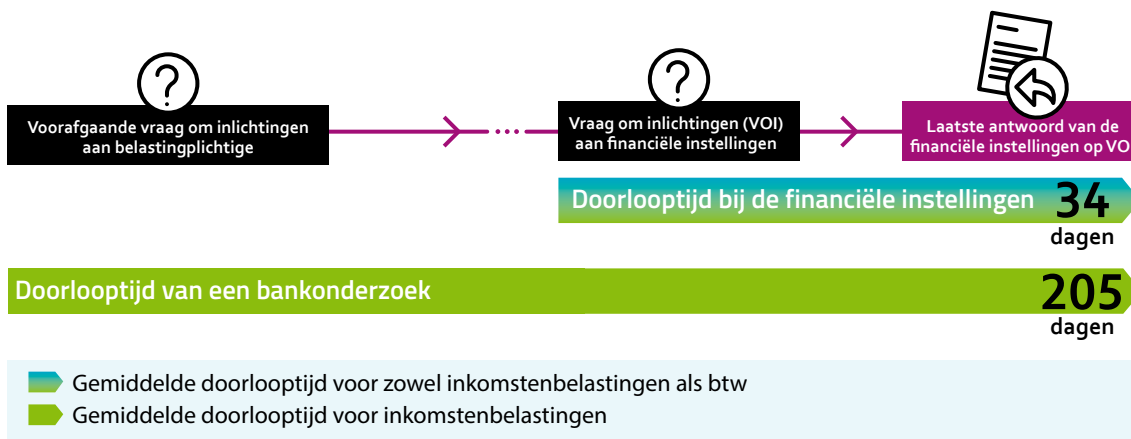 ?
?
Voorafgaande vraag om inlichtingen
aan belastingplichtige
Vraag om inlichtingen (VOI)
aan financiële instellingen
Laatste antwoord van de
financiële instellingen op VO
Doorlooptijd bij de financiële instellingen 34
dagen
Doorlooptijd van een bankonderzoek 205
dagen
Gemiddelde doorlooptijd voor zowel inkomstenbelastingen als btw
Gemiddelde doorlooptijd voor inkomstenbelastingen